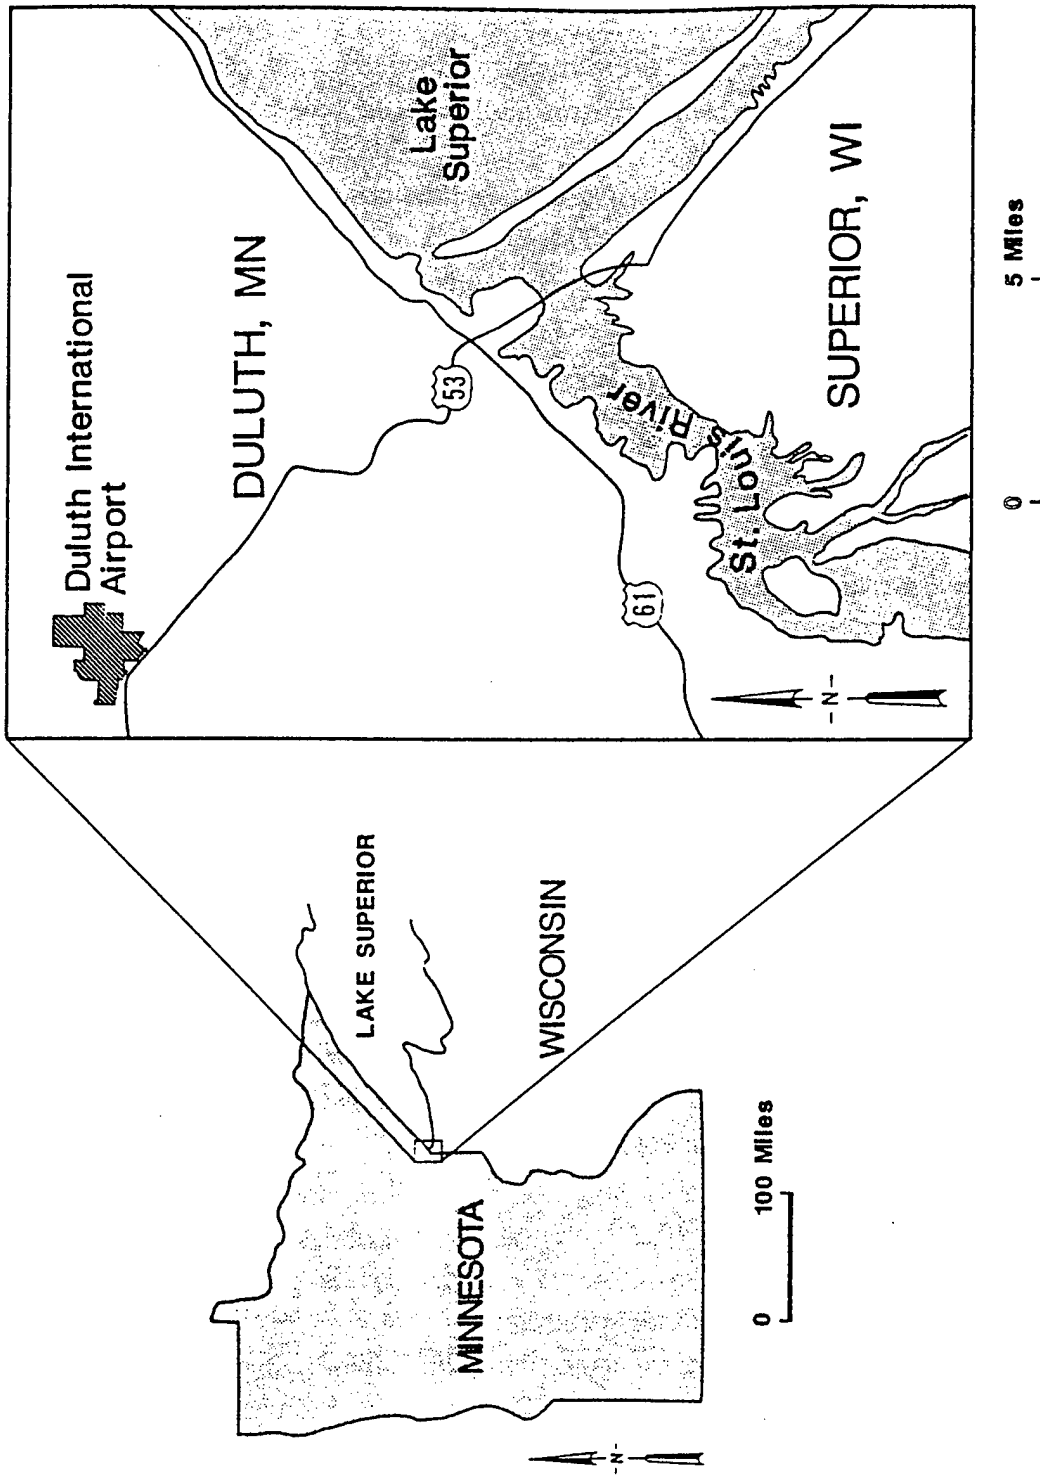 MINNESOTA
LAKE SUPERIOR
WISCONSIN
-N-
0
100 Miles
Duluth International
Airport
DULUTH, MN
53
61
Lake
Superior
St. Louis River
SUPERIOR, WI
-N-
0
5 Miles